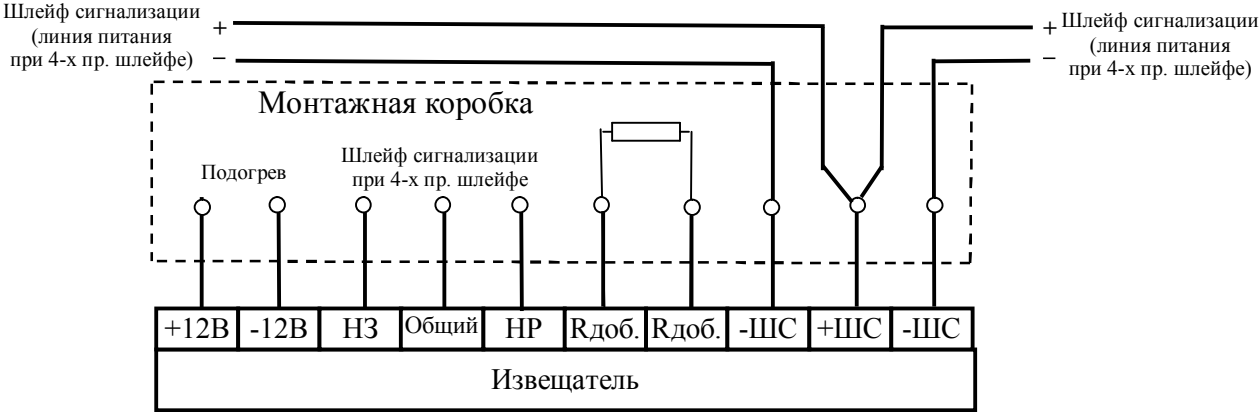 Шлейф сигнализации
(линия питания
при 4-х пр. шлейфе)
+
−
+
−
Шлейф сигнализации
(линия питания
при 4-х пр. шлейфе)
Монтажная коробка
Подогрев
Шлейф сигнализации
при 4-х пр. шлейфе
+12В -12В НЗ Общий НР Rдоб. Rдоб. -ШС +ШС -ШС
Извещатель